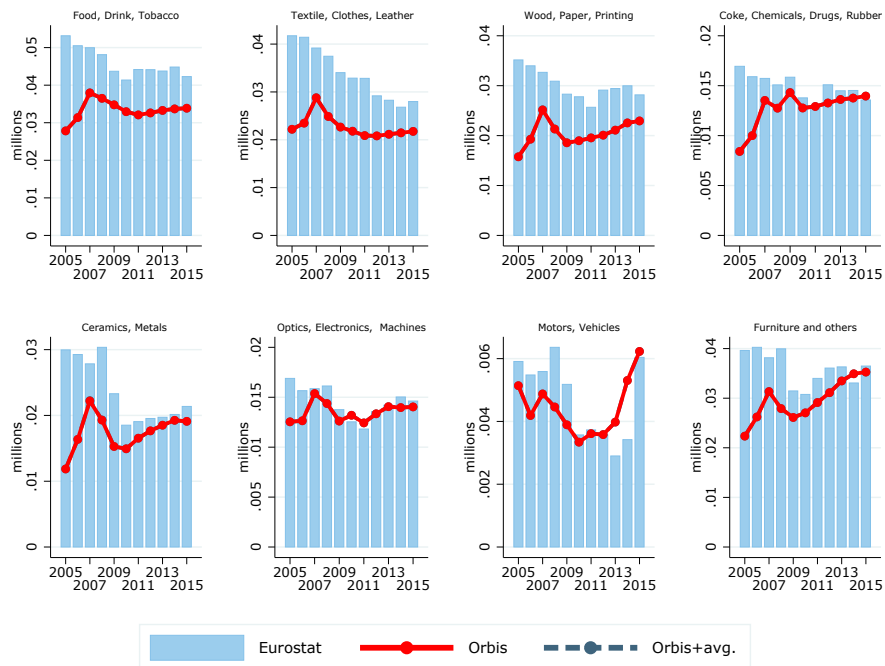 Food, Drink, Tobacco
millions
0 .01 .02 .03 .04 .05
2005 2009 2013
2007 2011 2015
Textile, Clothes, Leather
millions
0 .01 .02 .03 .04
2005 2009 2013
2007 2011 2015
Wood, Paper, Printing
millions
0 .01 .02 .03 .04
2005 2009 2013
2007 2011 2015
Coke, Chemicals, Drugs, Rubber
millions
0 .005 .01 .015 .02
2005 2009 2013
2007 2011 2015
Ceramics, Metals
millions
0 .01 .02 .03
2005 2009 2013
2007 2011 2015
Optics, Electronics, Machines
millions
0 .005 .01 .015 .02
2005 2009 2013
2007 2011 2015
Motors, Vehicles
millions
0 .002 .004 .006
2005 2009 2013
2007 2011 2015
Furniture and others
millions
0 .01 .02 .03 .04
2005 2009 2013
2007 2011 2015
Eurostat Orbis Orbis+avg.